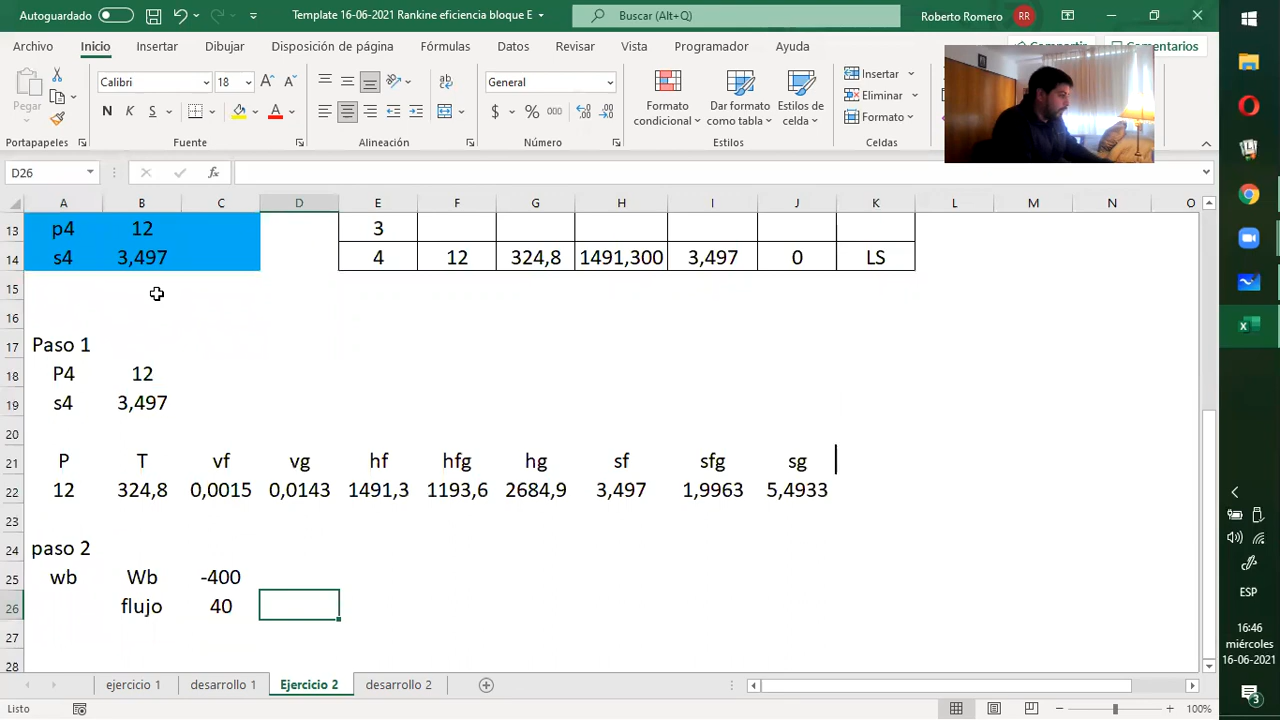 Autoguardado
Template 16-06-2021 Rankine eficiencia bloque E
Buscar (Alt+Q)
Roberto Romero
RR
Archivo Inicio Insertar Dibujar Disposición de página Fórmulas Datos Revisar Vista Programador Ayuda
Comentarios
Pegar
Calibri 18
N K S
General
$ % 000
Formato condicional
Dar formato como tabla
Estilos de celda
Insertar
Eliminar
Formato
Portapapeles Fuente Alineación Número Estilos Celdas
D26
fx
A B C D E F G H I J K L M N O
13 p4 12 3
14 s4 3,497 4 12 324,8 1491,300 3,497 0 LS
15
16
17 Paso 1
18 P4 12
19 s4 3,497
20
21 P T vf vg hf hfg hg sf sfg sg
22 12 324,8 0,0015 0,0143 1491,3 1193,6 2684,9 3,497 1,9963 5,4933
23
24 paso 2
25 wb Wb -400
26 flujo 40
27
28
ejercicio 1 desarrollo 1 Ejercicio 2 desarrollo 2
Listo
100%
ESP
16:46
miércoles
16-06-2021
3